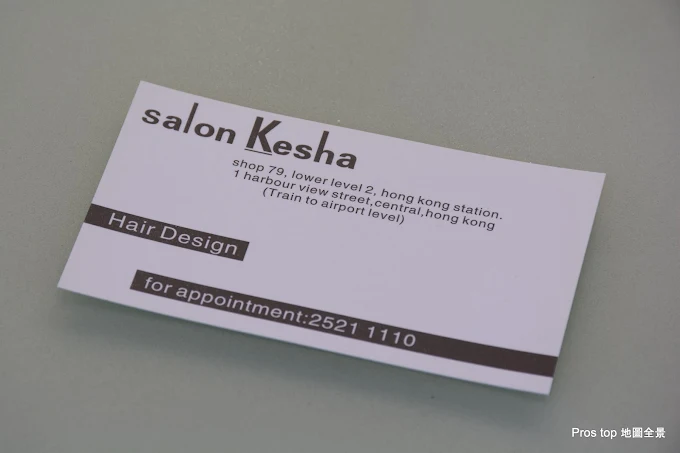 salon Kesha
shop 79, lower level 2, hong kong station.
1 harbour view street,central,hong kong
(Train to airport level)
Hair Design
for appointment:2521 1110
Pros top 地圖全景